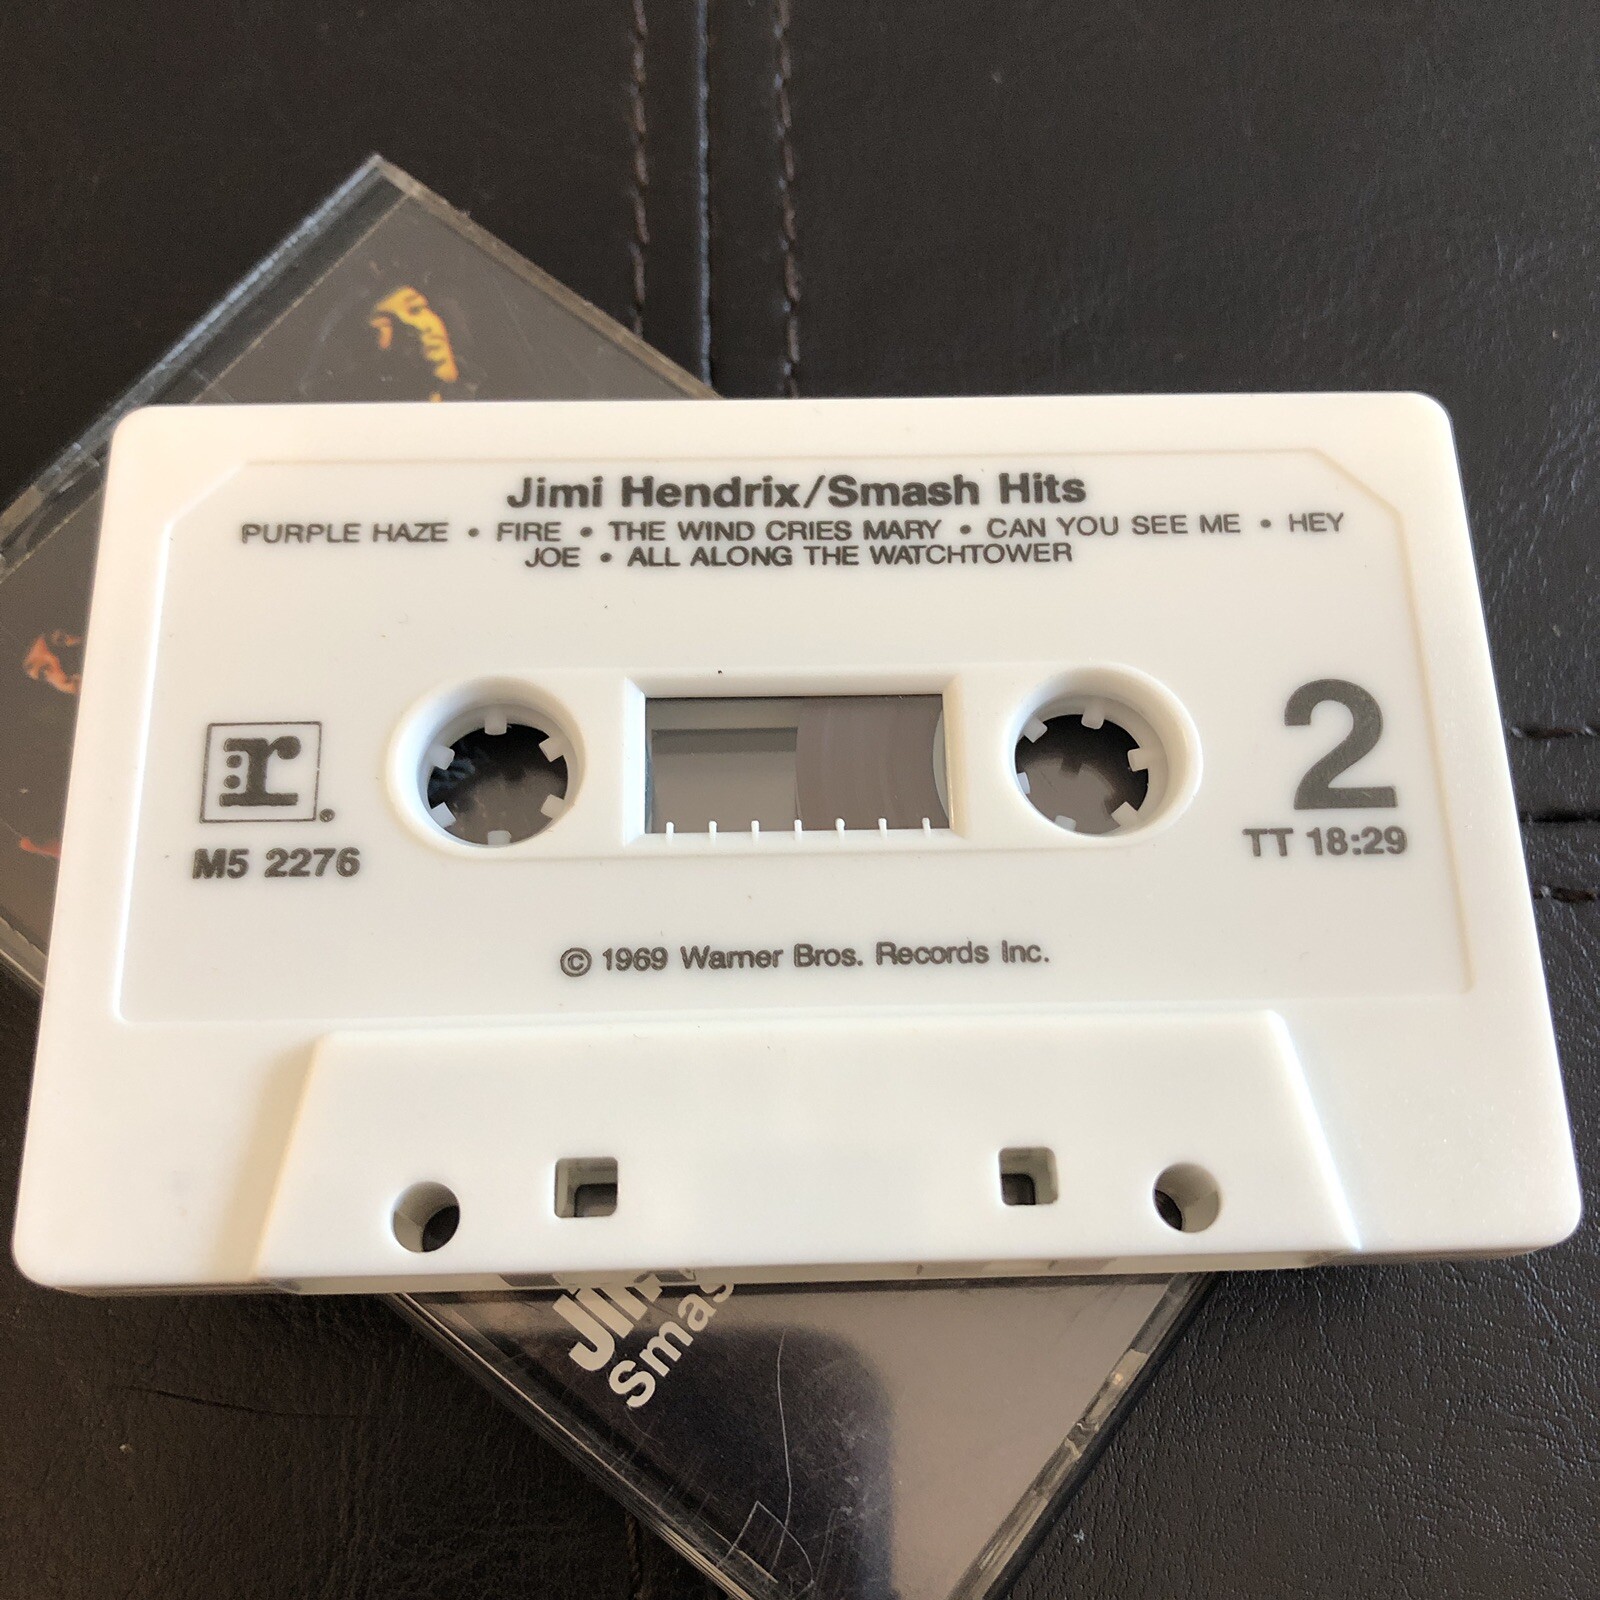 Jimi Hendrix/Smash Hits
PURPLE HAZE • FIRE • THE WIND CRIES MARY • CAN YOU SEE ME • HEY
JOE • ALL ALONG THE WATCHTOWER
:r
M5 2276
2
TT 18:29
© 1969 Warner Bros. Records Inc.